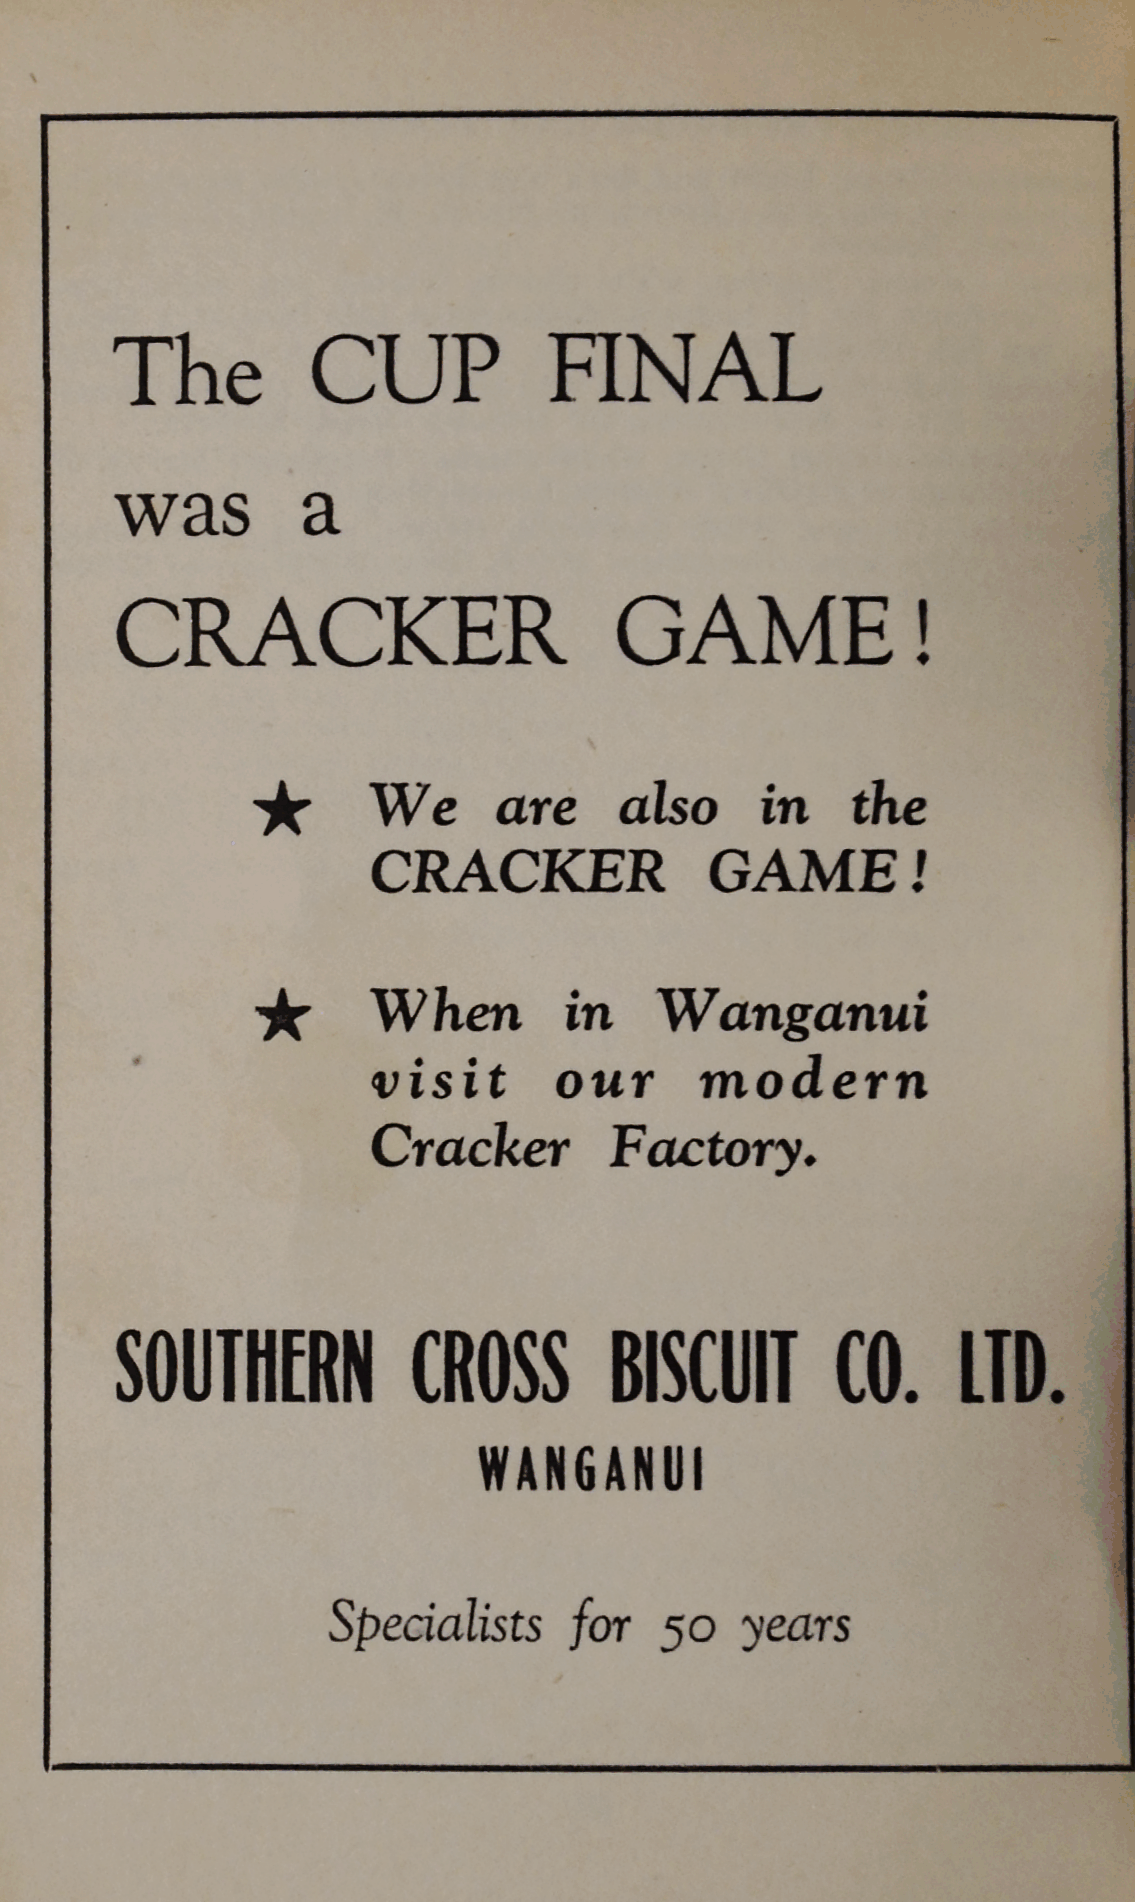 The CUP FINAL
was a
CRACKER GAME!
★ We are also in the
CRACKER GAME!
★ When in Wanganui
visit our modern
Cracker Factory.
SOUTHERN CROSS BISCUIT CO. LTD.
WANGANUI
Specialists for 50 years